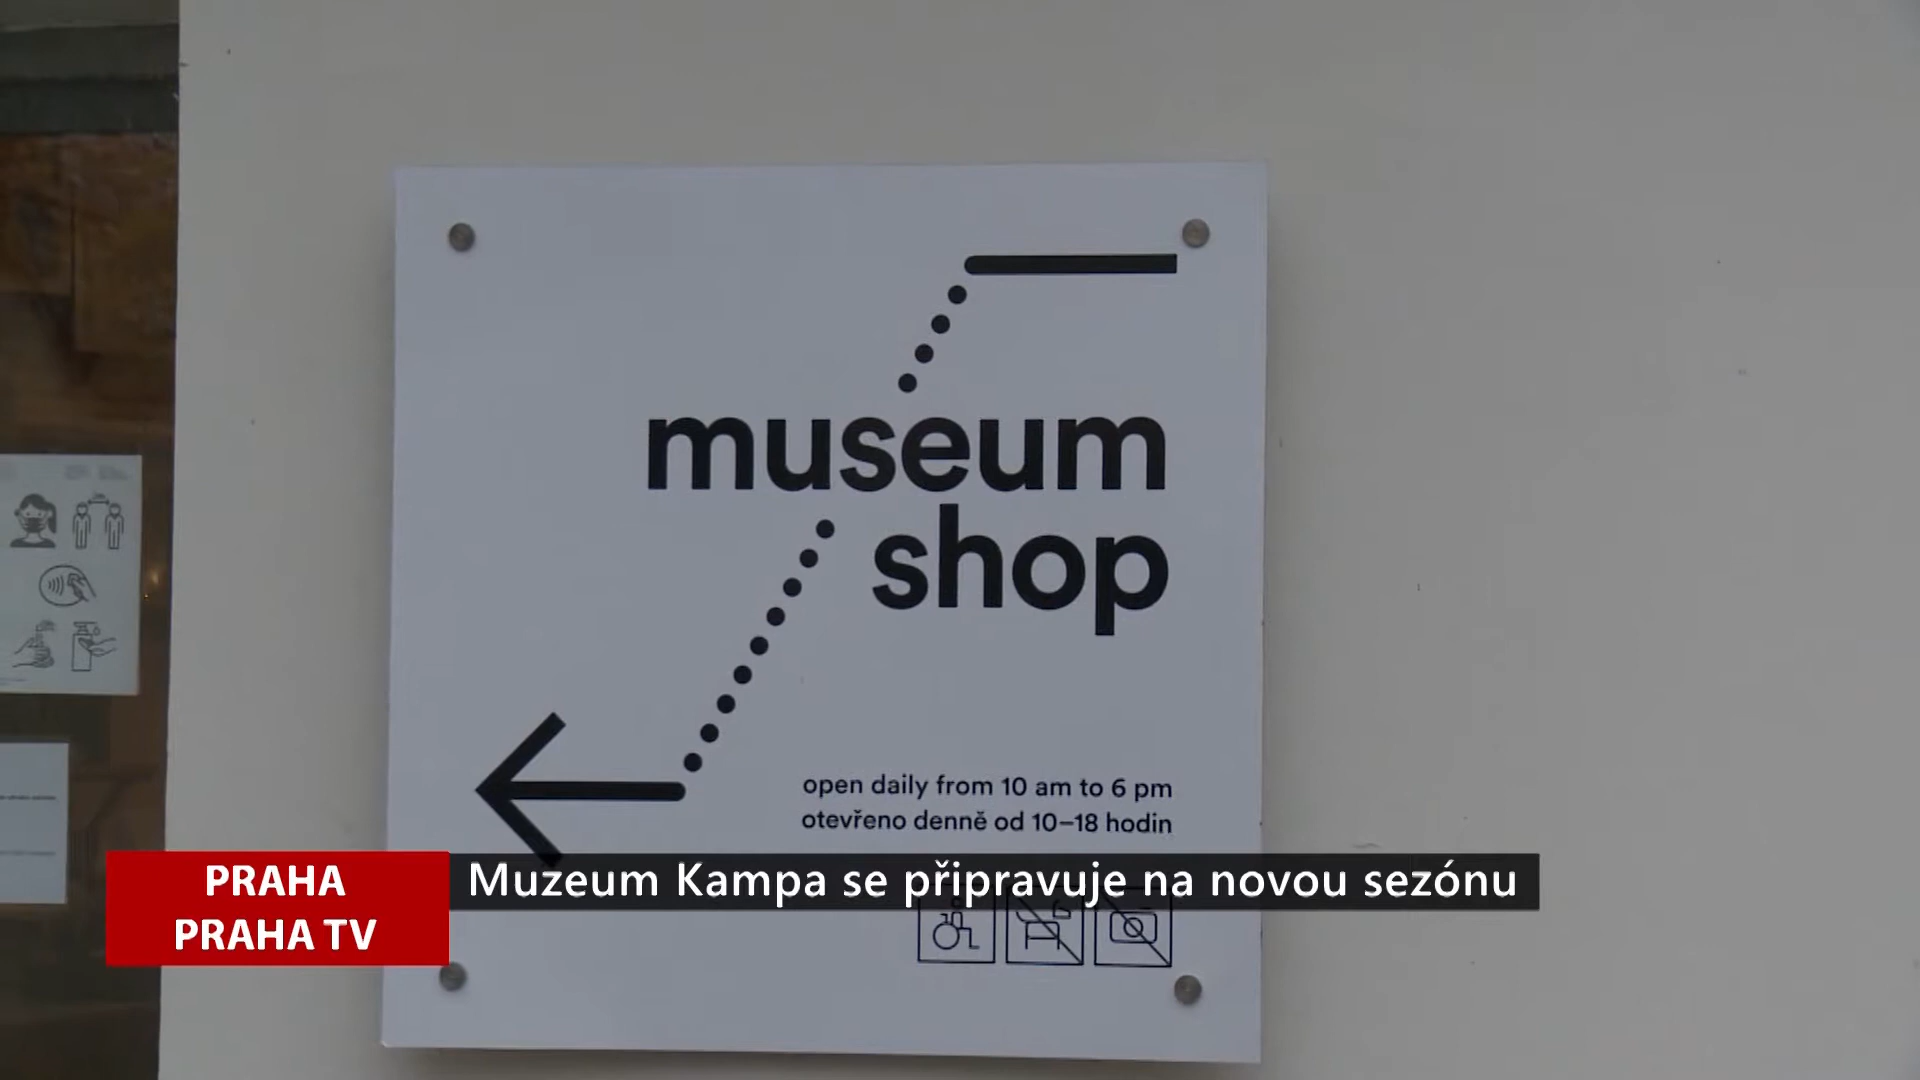 museum
shop
open daily from 10 am to 6 pm
otevřeno denně od 10–18 hodin
PRAHA
PRAHA TV
Muzeum Kampa se připravuje na novou sezónu